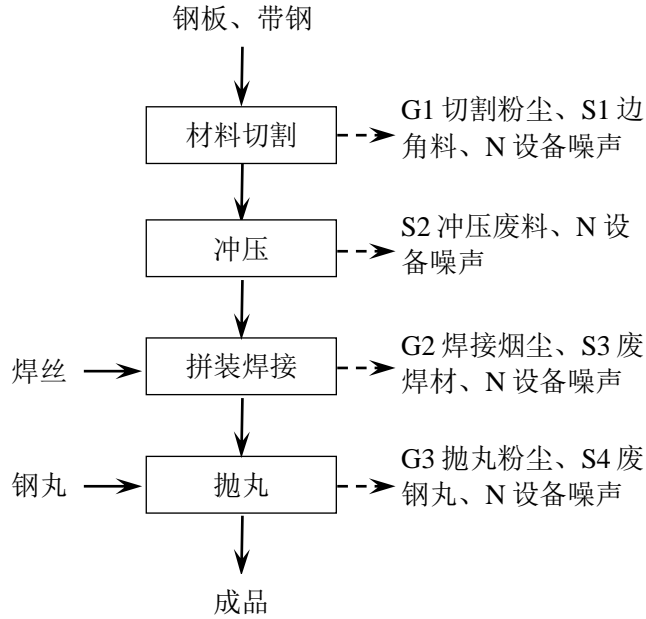 钢板、带钢
材料切割
G1 切割粉尘、S1 边
角料、N 设备噪声
冲压
S2 冲压废料、N 设
备噪声
焊丝
拼装焊接
G2 焊接烟尘、S3 废
焊材、N 设备噪声
钢丸
抛丸
G3 抛丸粉尘、S4 废
钢丸、N 设备噪声
成品